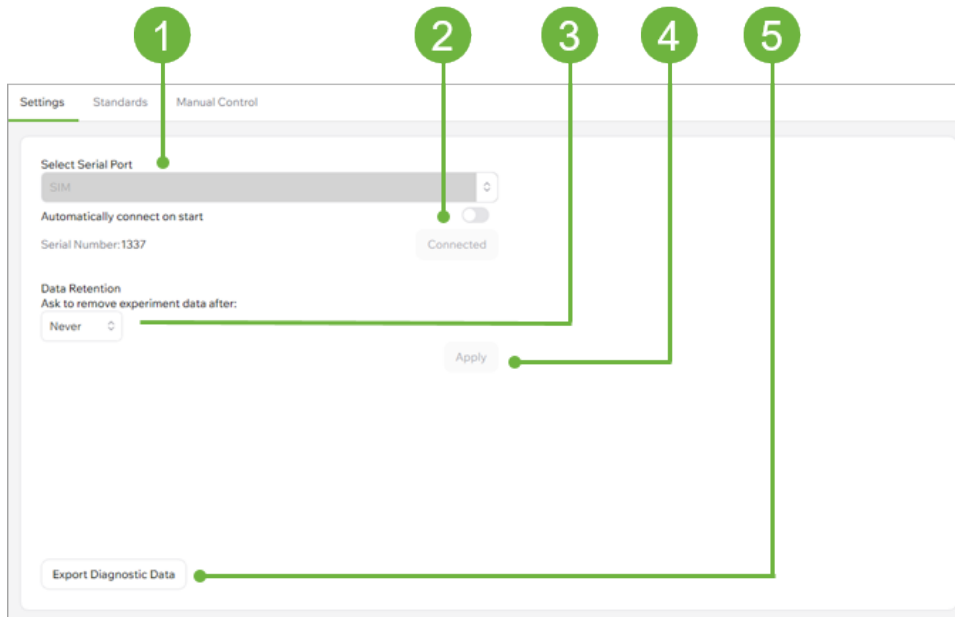 1 2 3 4 5
Settings Standards Manual Control
Select Serial Port
SIM
Automatically connect on start
Serial Number:1337 Connected
Data Retention
Ask to remove experiment data after:
Never
Apply
Export Diagnostic Data